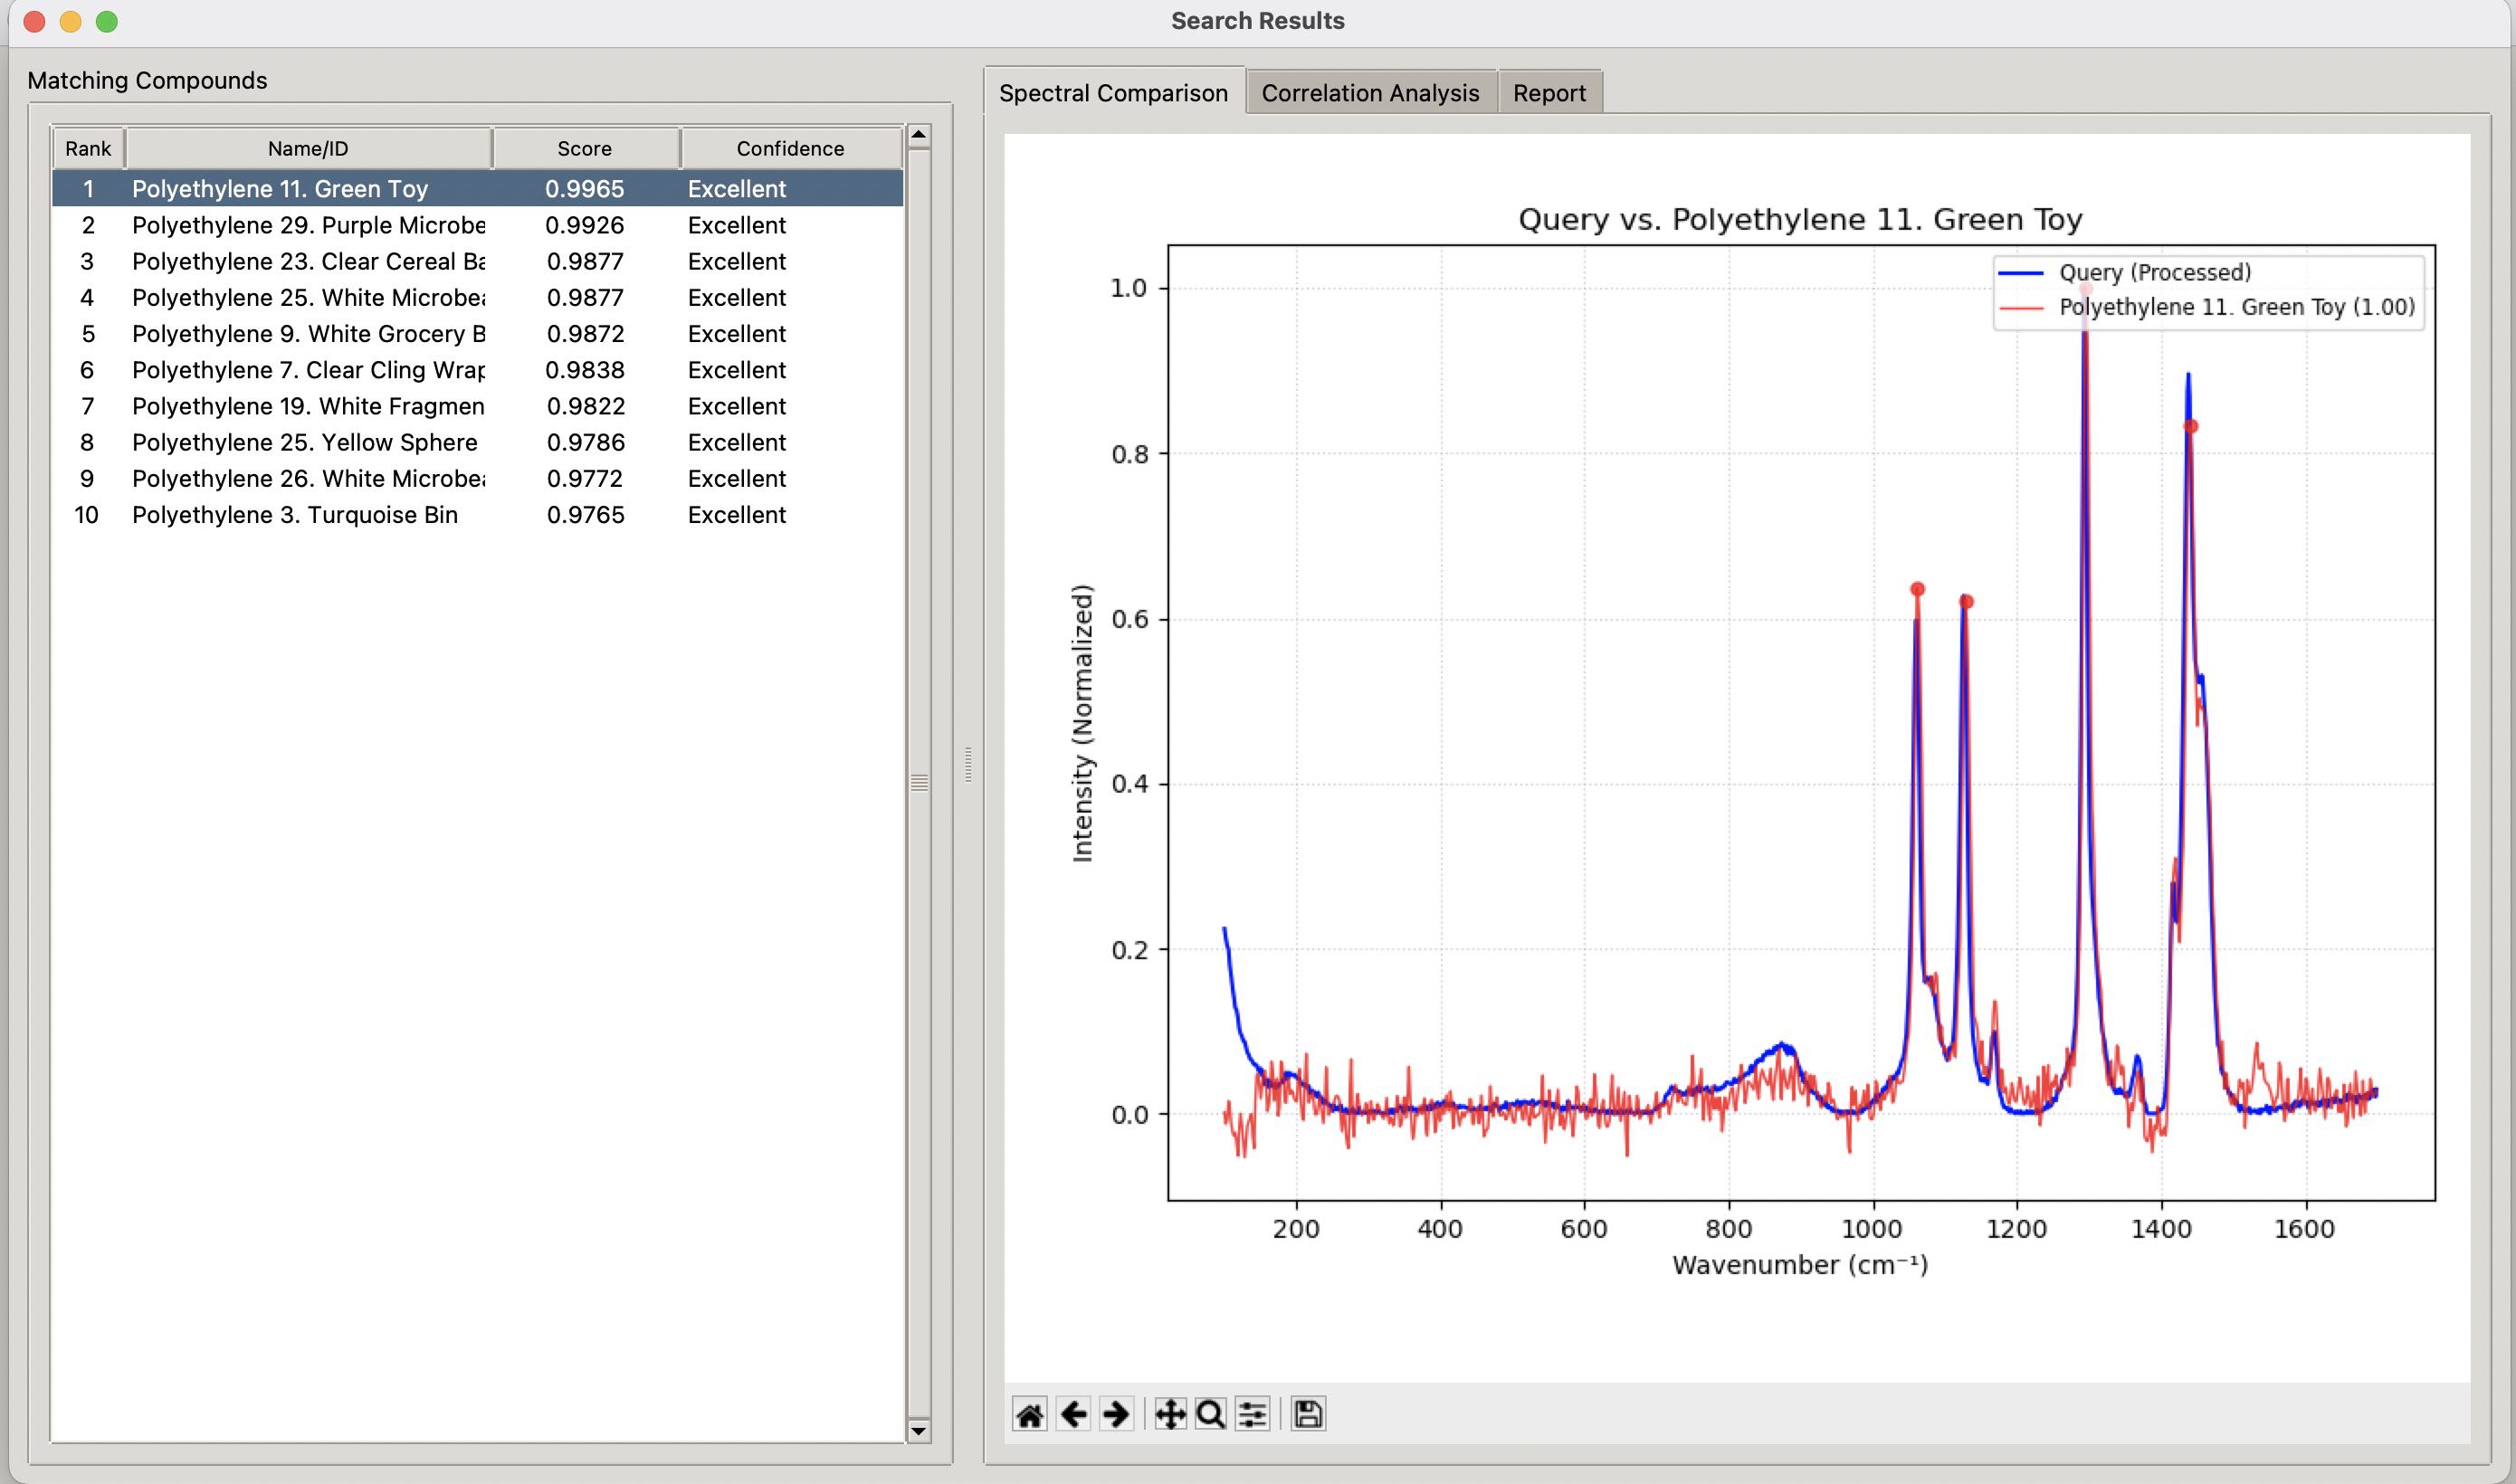 Search Results
Matching Compounds
Rank Name/ID Score Confidence
1 Polyethylene 11. Green Toy 0.9965 Excellent
2 Polyethylene 29. Purple Microbe 0.9926 Excellent
3 Polyethylene 23. Clear Cereal Ba 0.9877 Excellent
4 Polyethylene 25. White Microbea 0.9877 Excellent
5 Polyethylene 9. White Grocery B 0.9872 Excellent
6 Polyethylene 7. Clear Cling Wrap 0.9838 Excellent
7 Polyethylene 19. White Fragmen 0.9822 Excellent
8 Polyethylene 25. Yellow Sphere 0.9786 Excellent
9 Polyethylene 26. White Microbea 0.9772 Excellent
10 Polyethylene 3. Turquoise Bin 0.9765 Excellent
Spectral Comparison Correlation Analysis Report
Query vs. Polyethylene 11. Green Toy
Query (Processed)
Polyethylene 11. Green Toy (1.00)
Intensity (Normalized)
1.0
0.8
0.6
0.4
0.2
0.0
200 400 600 800 1000 1200 1400 1600
Wavenumber (cm⁻¹)